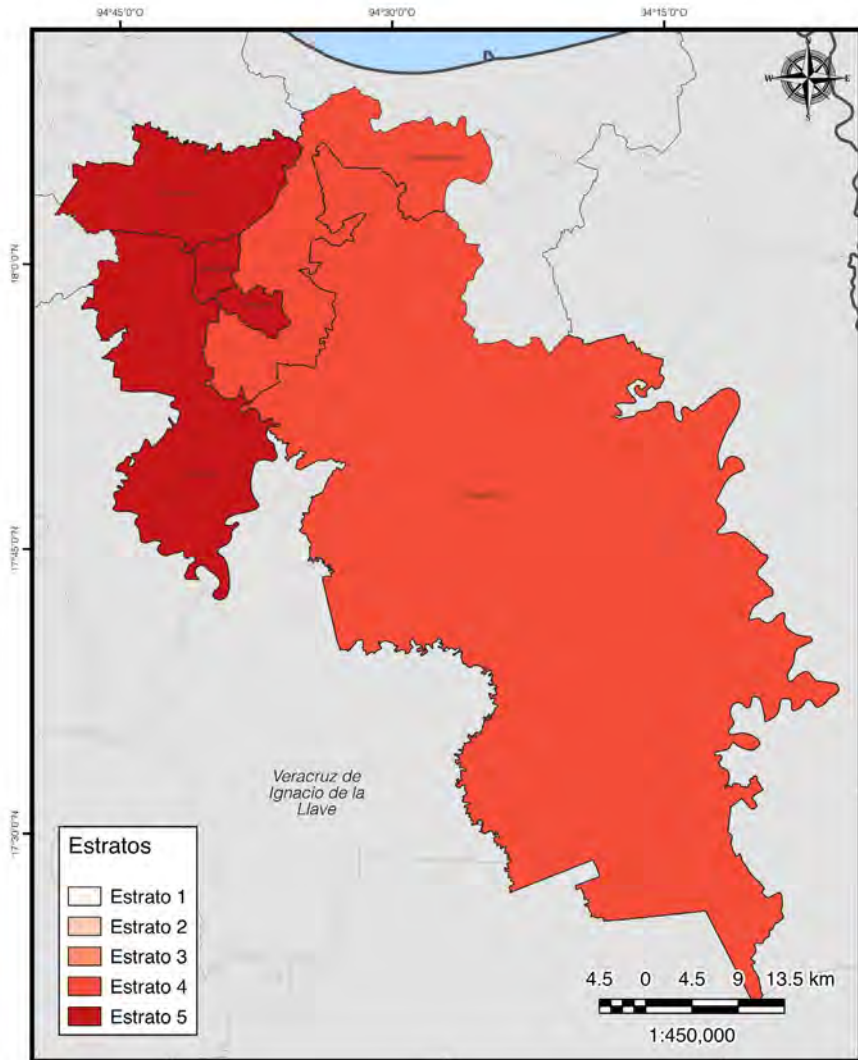 94°45'0"O
94°30'0"O
94°15'0"O
N
W
E
S
18°0'0"N
17°45'0"N
17°30'0"N
Veracruz de
Ignacio de la
Llave
Estratos
Estrato 1
Estrato 2
Estrato 3
Estrato 4
Estrato 5
4.5 0 4.5 9 13.5 km
1:450,000